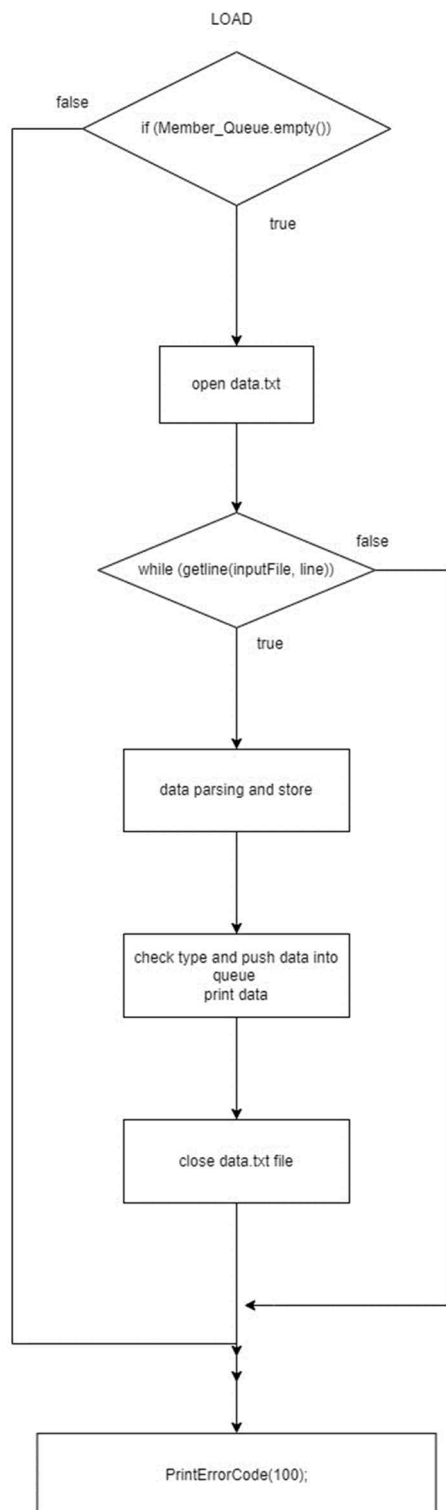 LOAD
false
if (Member_Queue.empty())
true
open data.txt
false
while (getline(inputFile, line))
true
data parsing and store
check type and push data into
queue
print data
close data.txt file
PrintErrorCode(100);